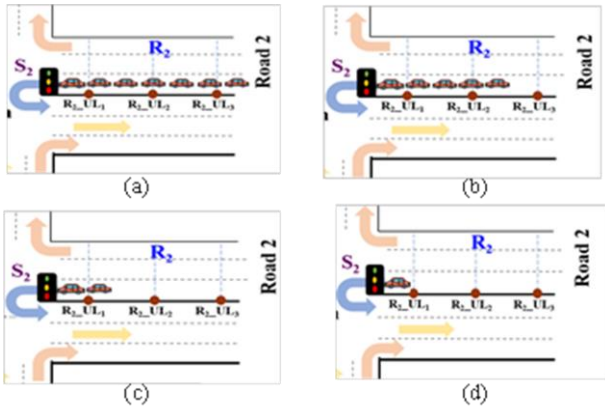 R₂
S₂
Road 2
R₂_UL₁ R₂_UL₂ R₂_UL₃
(a)
R₂
S₂
Road 2
R₂_UL₁ R₂_UL₂ R₂_UL₃
(b)
R₂
S₂
Road 2
R₂_UL₁ R₂_UL₂ R₂_UL₃
(c)
R₂
S₂
Road 2
R₂_UL₁ R₂_UL₂ R₂_UL₃
(d)